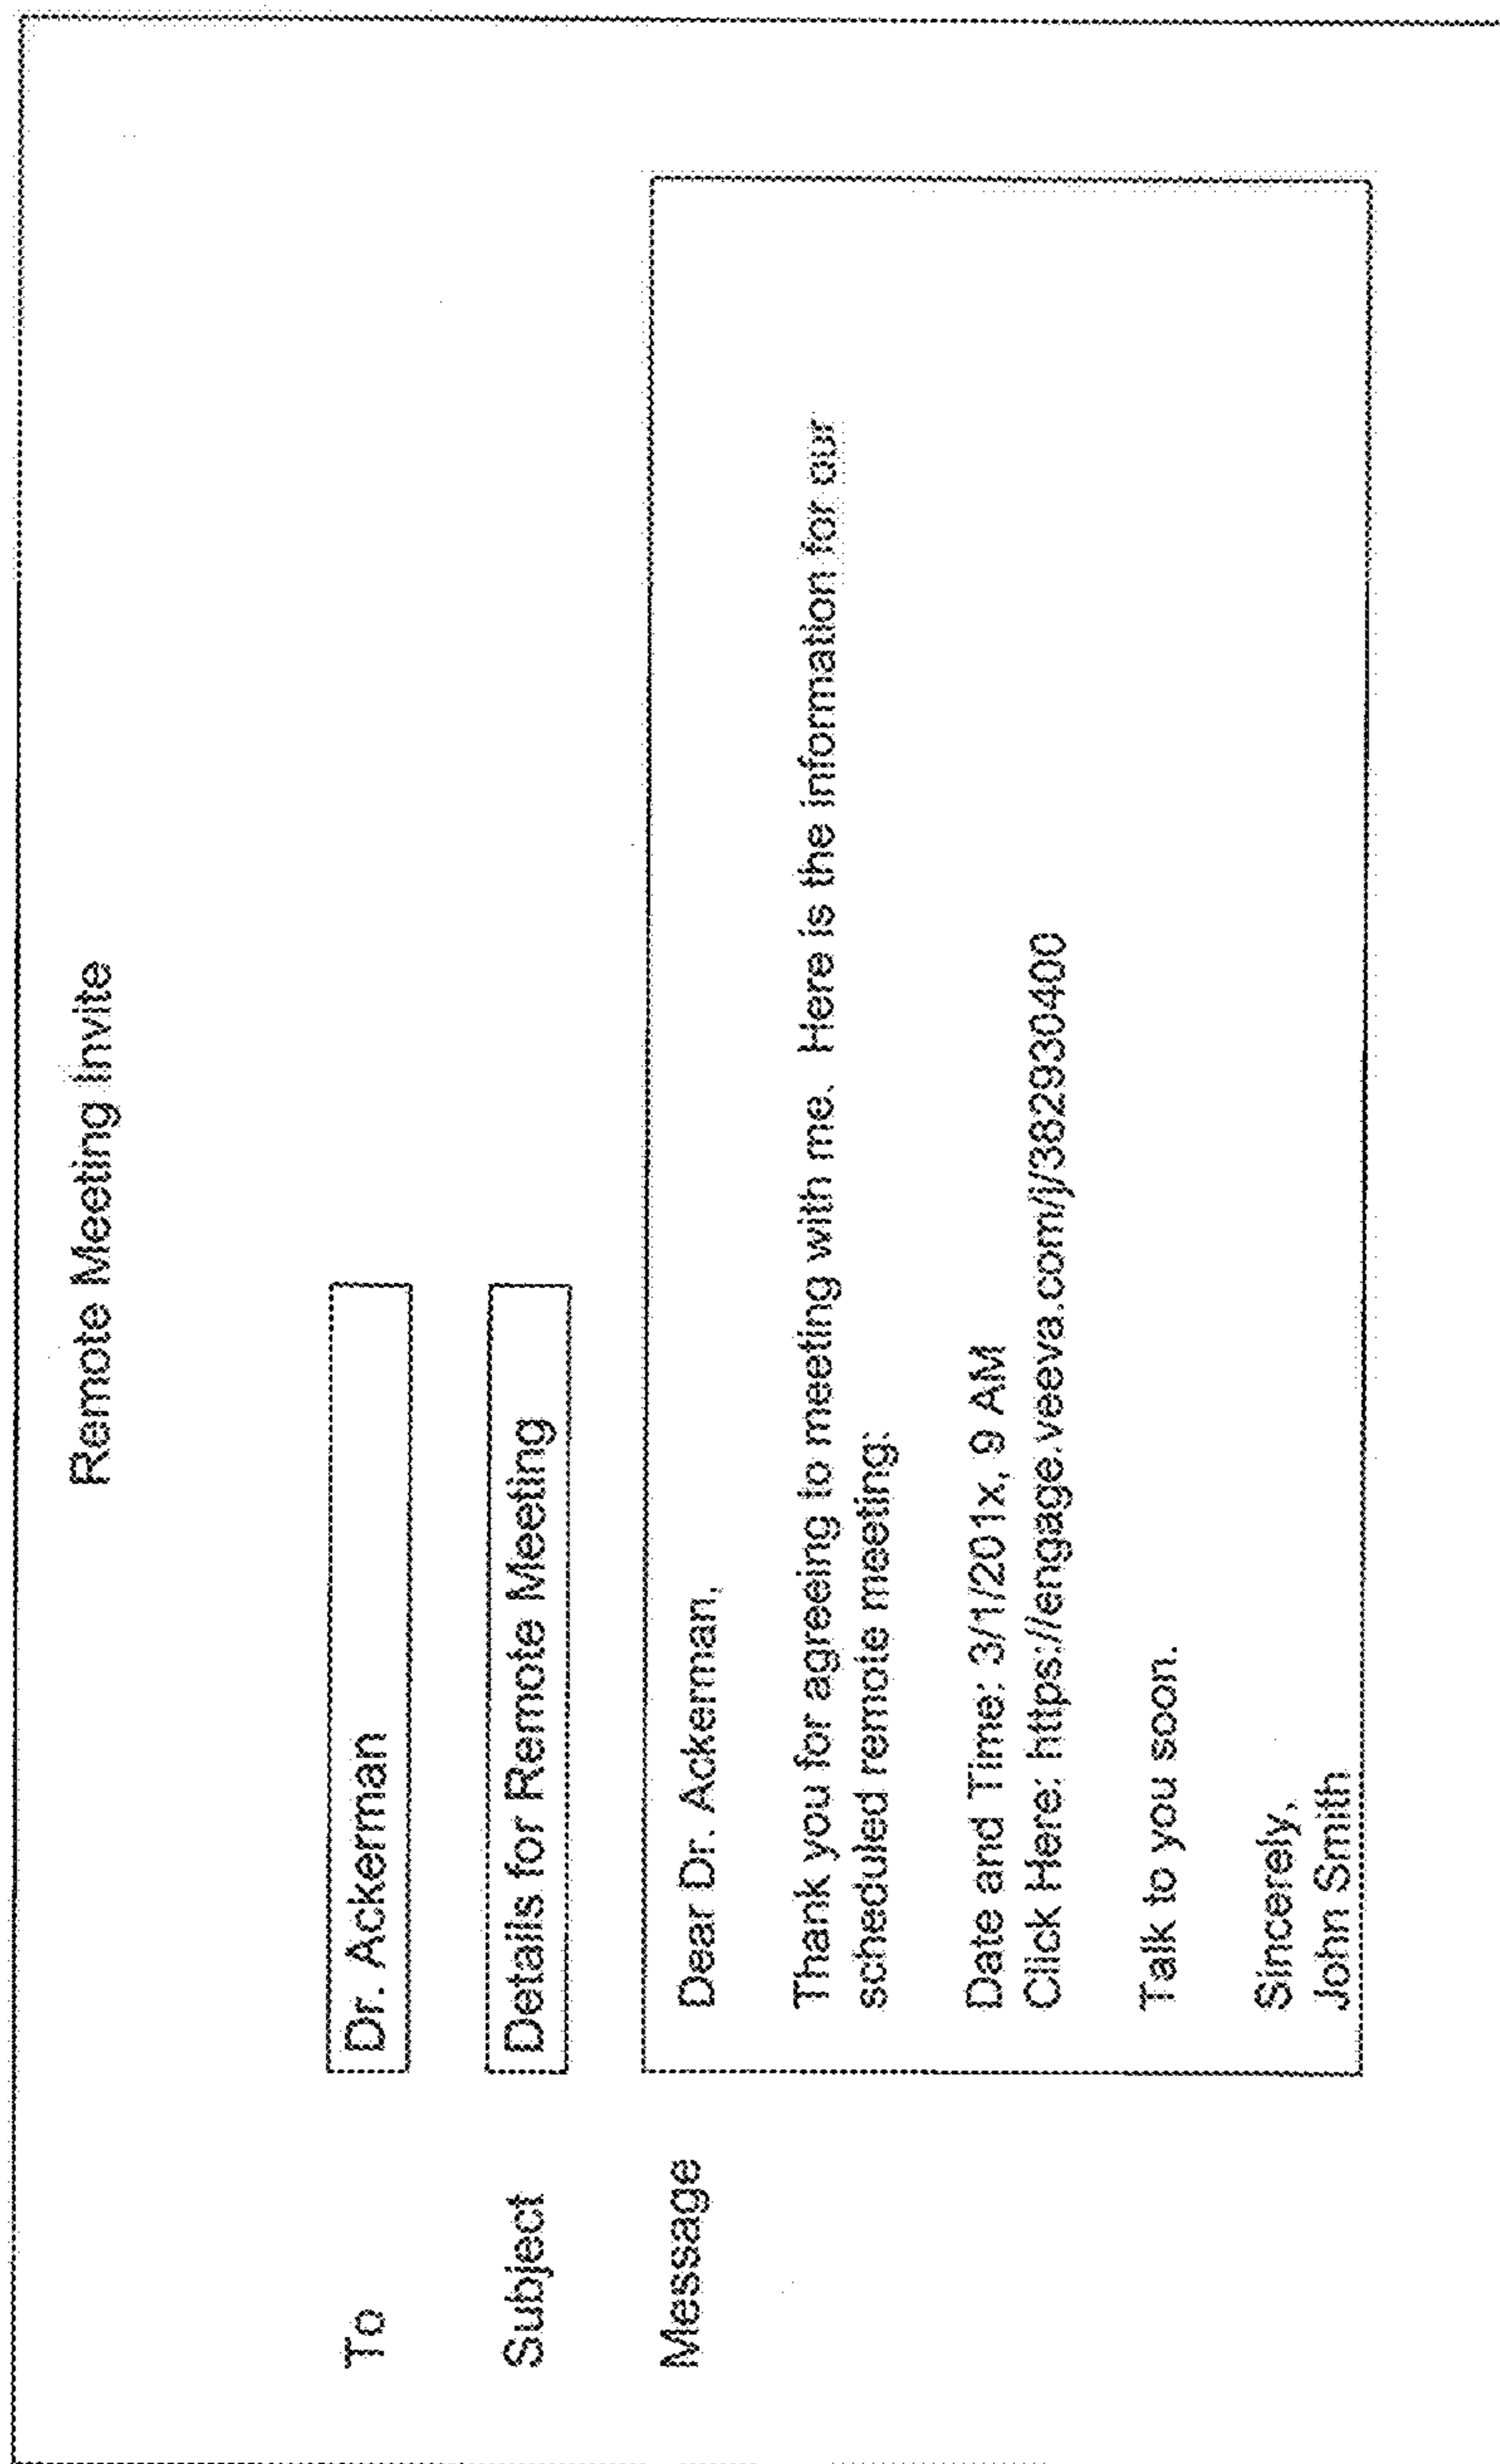 Remote Meeting Invite
To Dr. Ackerman
Subject Details for Remote Meeting
Message
Dear Dr. Ackerman,
Thank you for agreeing to meeting with me. Here is the information for our
scheduled remote meeting:
Date and Time: 3/1/201x, 9 AM
Click Here: https://engage.veeva.com/j/382930400
Talk to you soon.
Sincerely,
John Smith